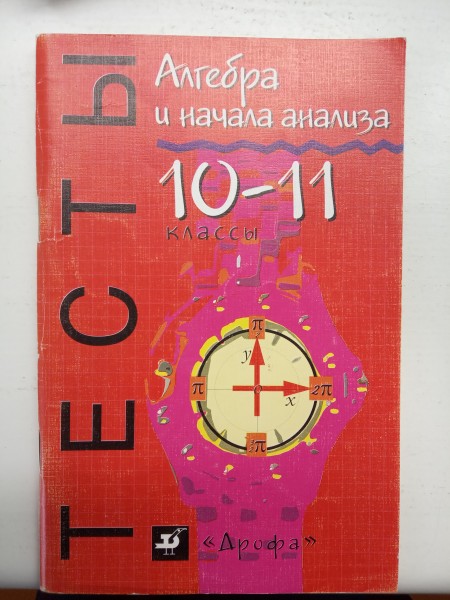 ТЕСТЫ
Алгебра
и начала анализа
10-11
классы
π
y
π
2π
x
«Дрофа»